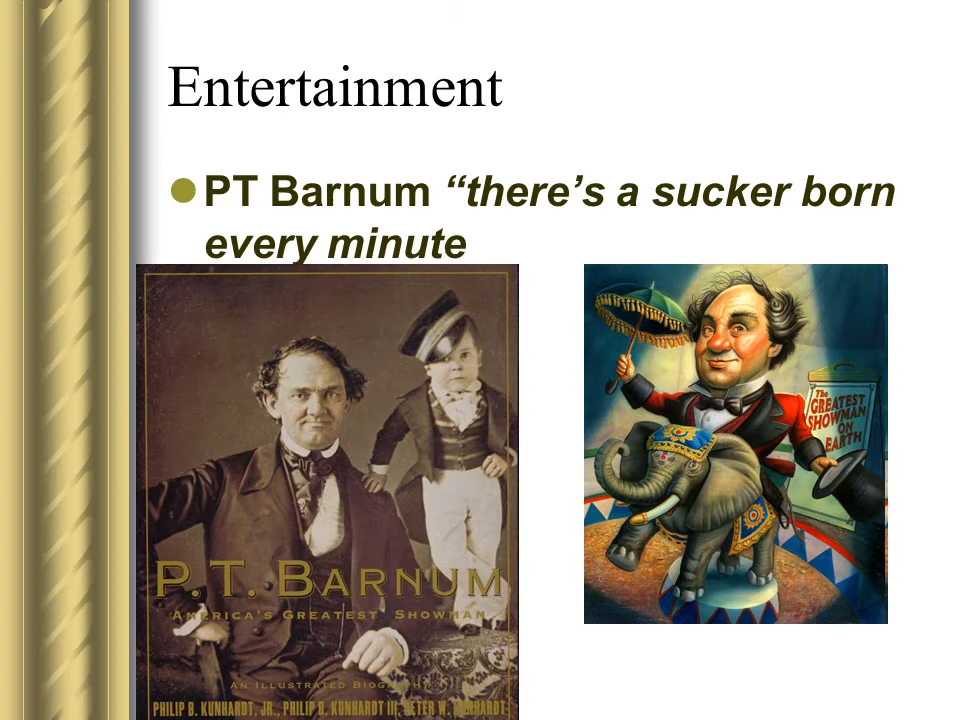 Entertainment
PT Barnum “there’s a sucker born
every minute
P.T. BARNUM
AMERICA'S GREATEST SHOWMAN
AN ILLUSTRATED BIOGRAPHY
PHILIP B. KUNHARDT, JR., PHILIP B. KUNHARDT III, PETER W. KUNHARDT
The
GREATEST
SHOWMAN
ON
EARTH